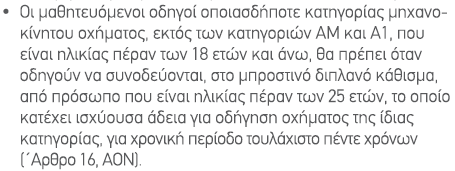 • Οι μαθητευόμενοι οδηγοί οποιασδήποτε κατηγορίας μηχανο-
κίνητου οχήματος, εκτός των κατηγοριών ΑΜ και Α1, που
είναι ηλικίας πέραν των 18 ετών και άνω, θα πρέπει όταν
οδηγούν να συνοδεύονται, στο μπροστινό διπλανό κάθισμα,
από πρόσωπο που είναι ηλικίας πέραν των 25 ετών, το οποίο
κατέχει ισχύουσα άδεια για οδήγηση οχήματος της ίδιας
κατηγορίας, για χρονική περίοδο τουλάχιστο πέντε χρόνων
(΄Αρθρο 16, ΑΟΝ).